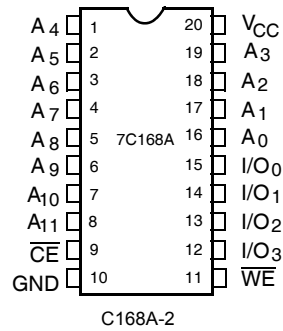 A4 1 20 VCC
A5 2 19 A3
A6 3 18 A2
A7 4 17 A1
A8 5 7C168A 16 A0
A9 6 15 I/O0
A10 7 14 I/O1
A11 8 13 I/O2
C̅E̅ 9 12 I/O3
GND 10 11 W̅E̅
C168A-2